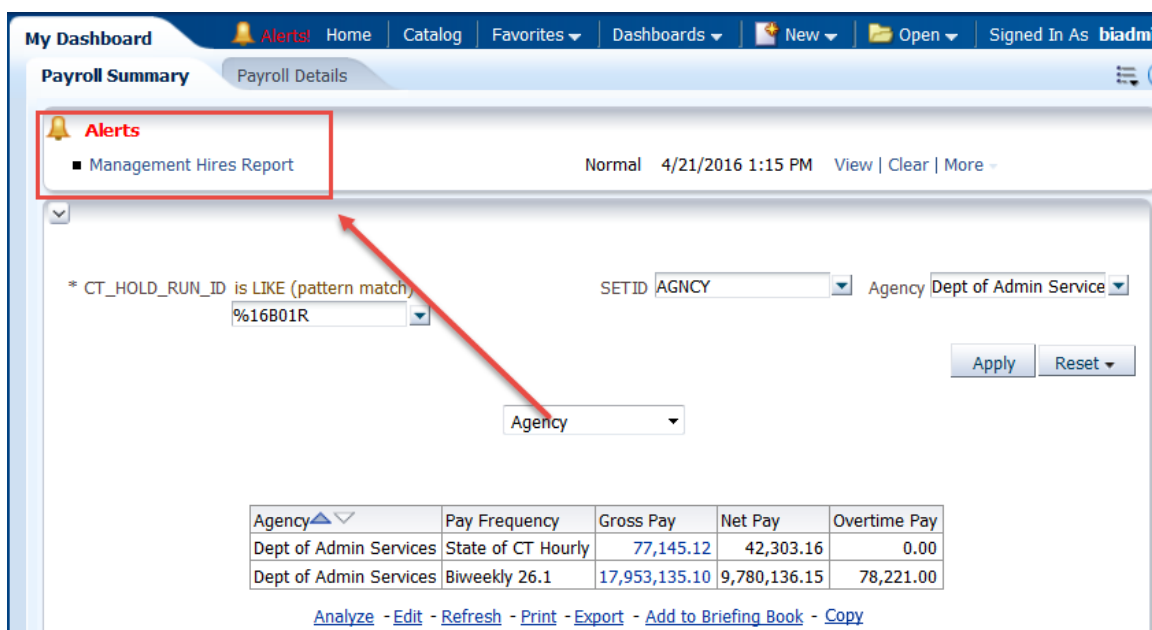 My Dashboard Alerts! Home Catalog Favorites Dashboards New Open Signed In As
Payroll Summary Payroll Details
Alerts
Management Hires Report Normal 4/21/2016 1:15 PM View | Clear | More
* CT_HOLD_RUN_ID is LIKE (pattern match) SETID AGNCY Agency Dept of Admin Service
%16B01R
Apply Reset
Agency
Agency Pay Frequency Gross Pay Net Pay Overtime Pay
Dept of Admin Services State of CT Hourly 77,145.12 42,303.16 0.00
Dept of Admin Services Biweekly 26.1 17,953,135.10 9,780,136.15 78,221.00
Analyze - Edit - Refresh - Print - Export - Add to Briefing Book - Copy